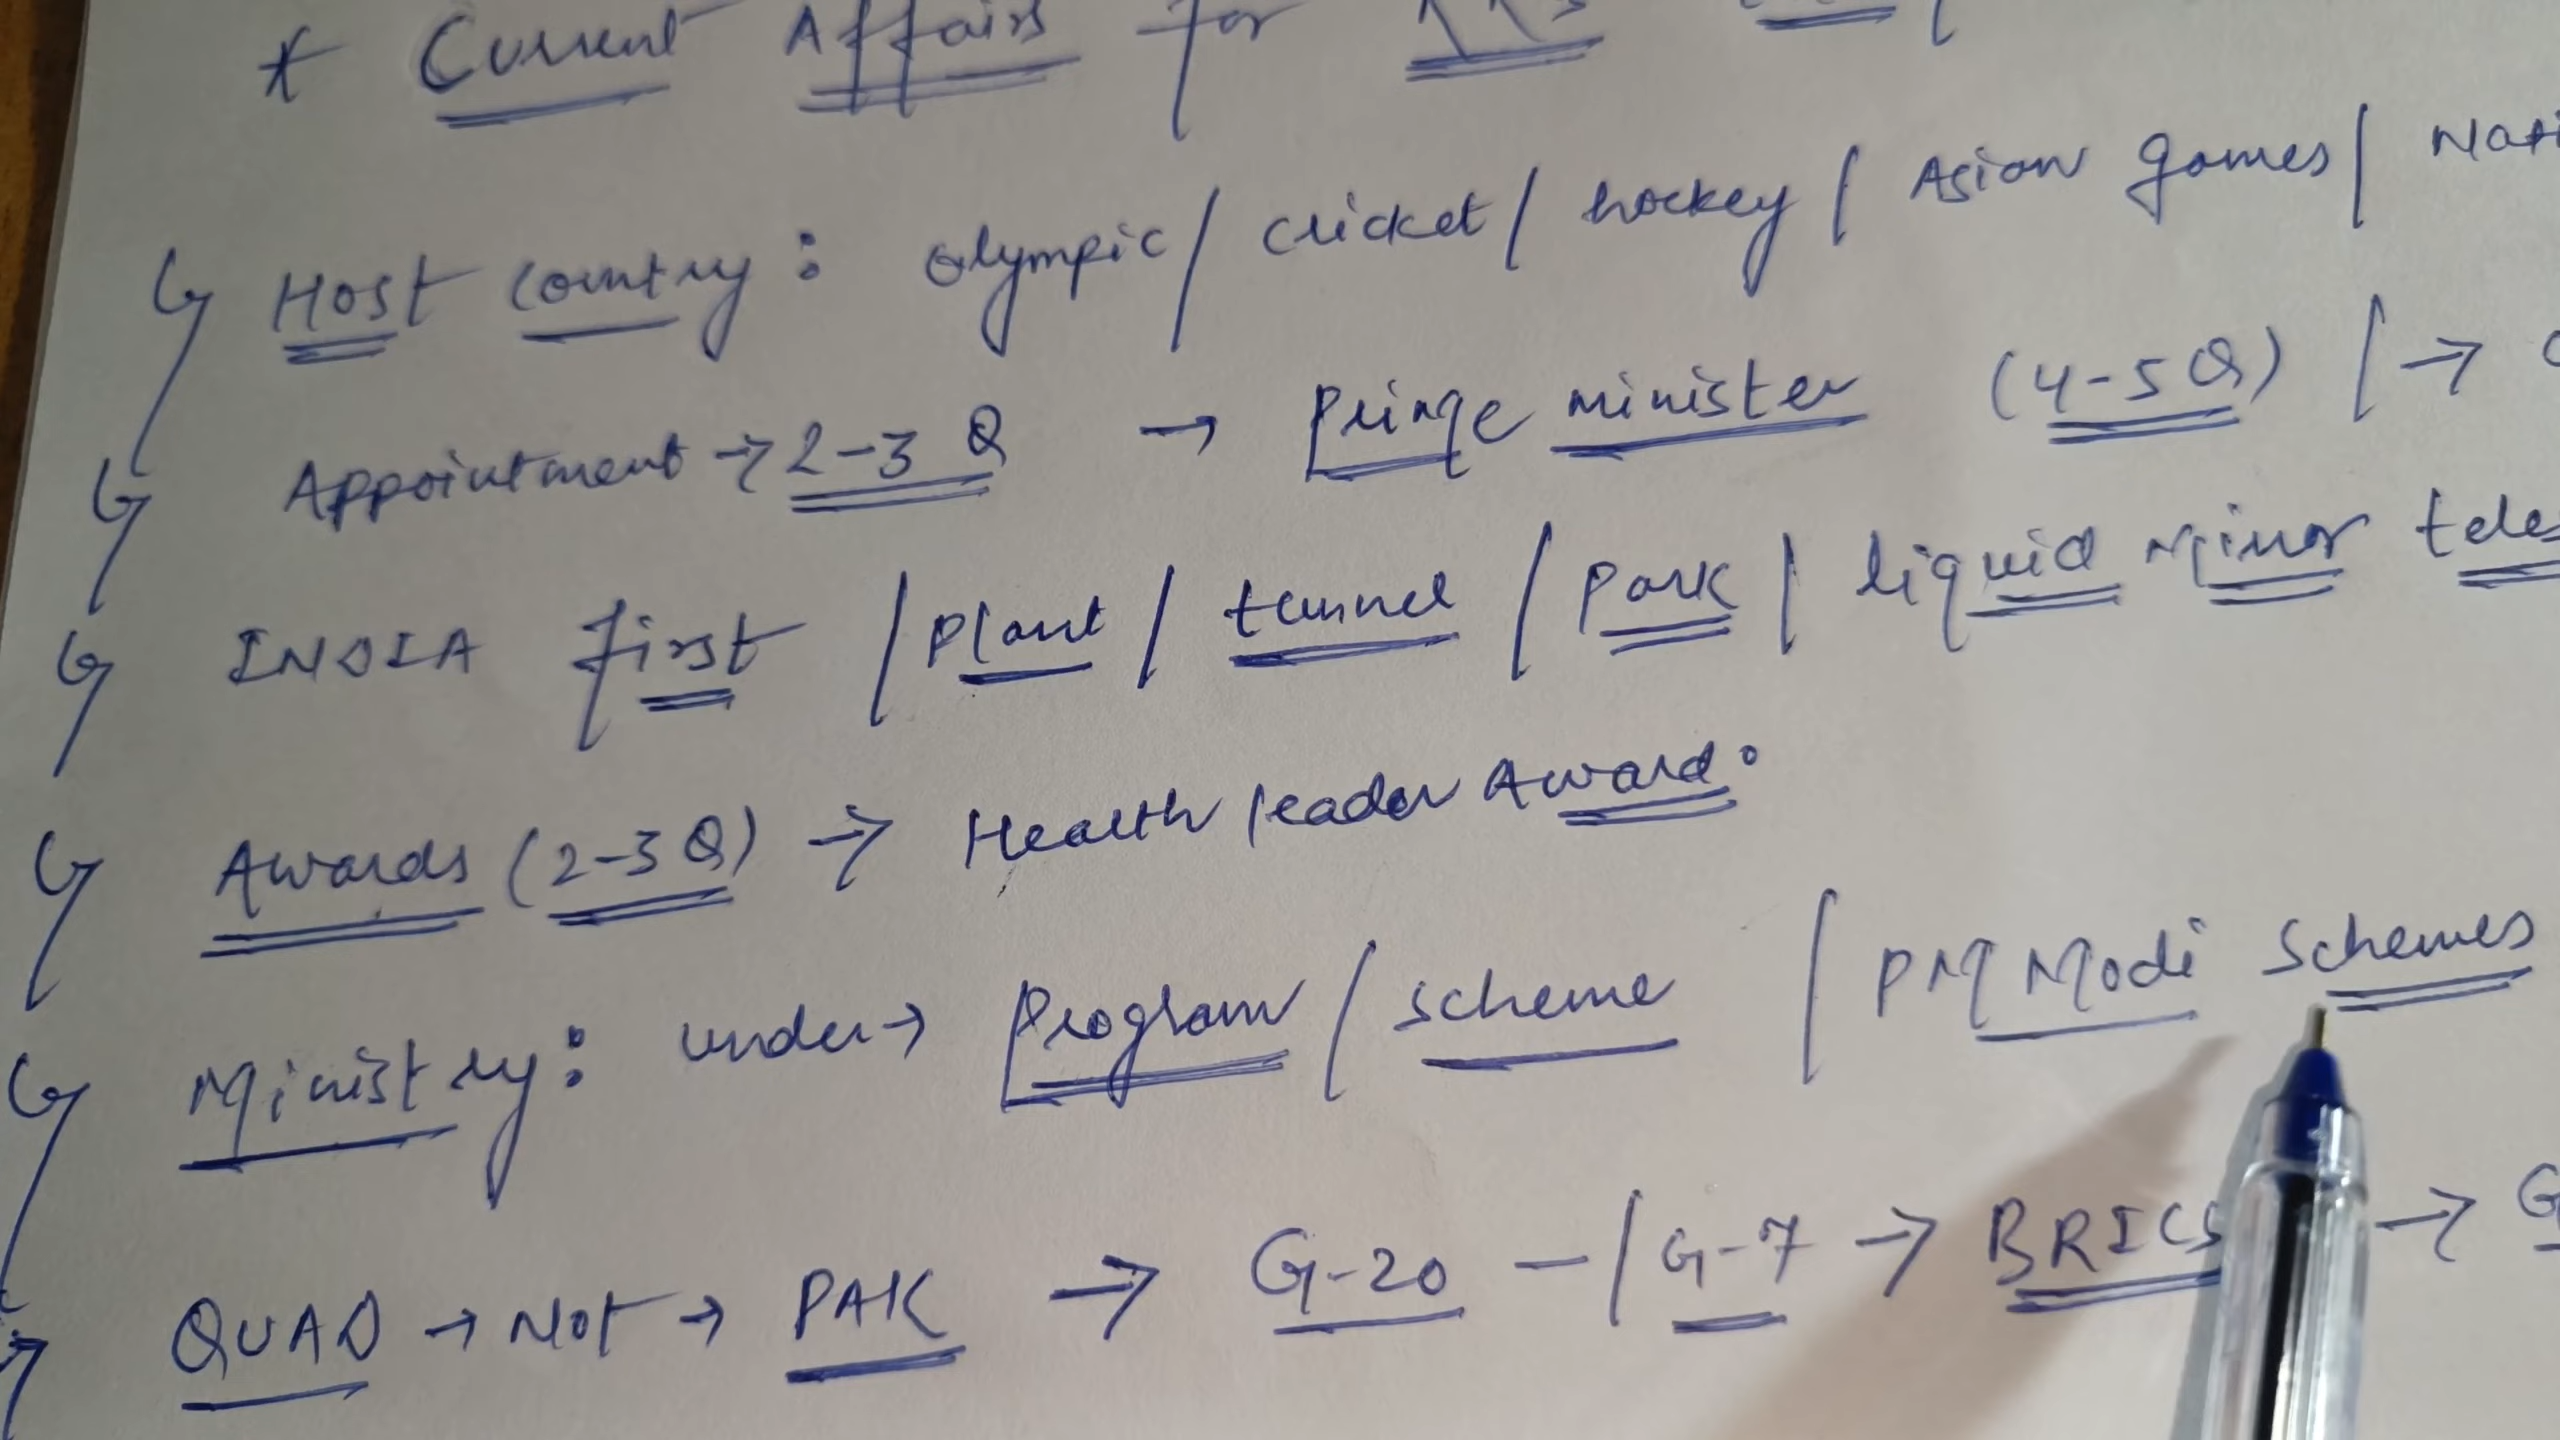 * Current Affairs for
Host country : Olympic / cricket / hockey / Asian games /
Appointment → 2-3 Q → Prime minister (4-5 Q) / →
INDIA first / Plant / tunnel / Park / liquid Mirror
Awards (2-3 Q) → Health leader Award.
Ministry : under → Program / scheme / PM Modi Schemes
QUAD → Not → PAK → G-20 - / G-7 → BRICS →